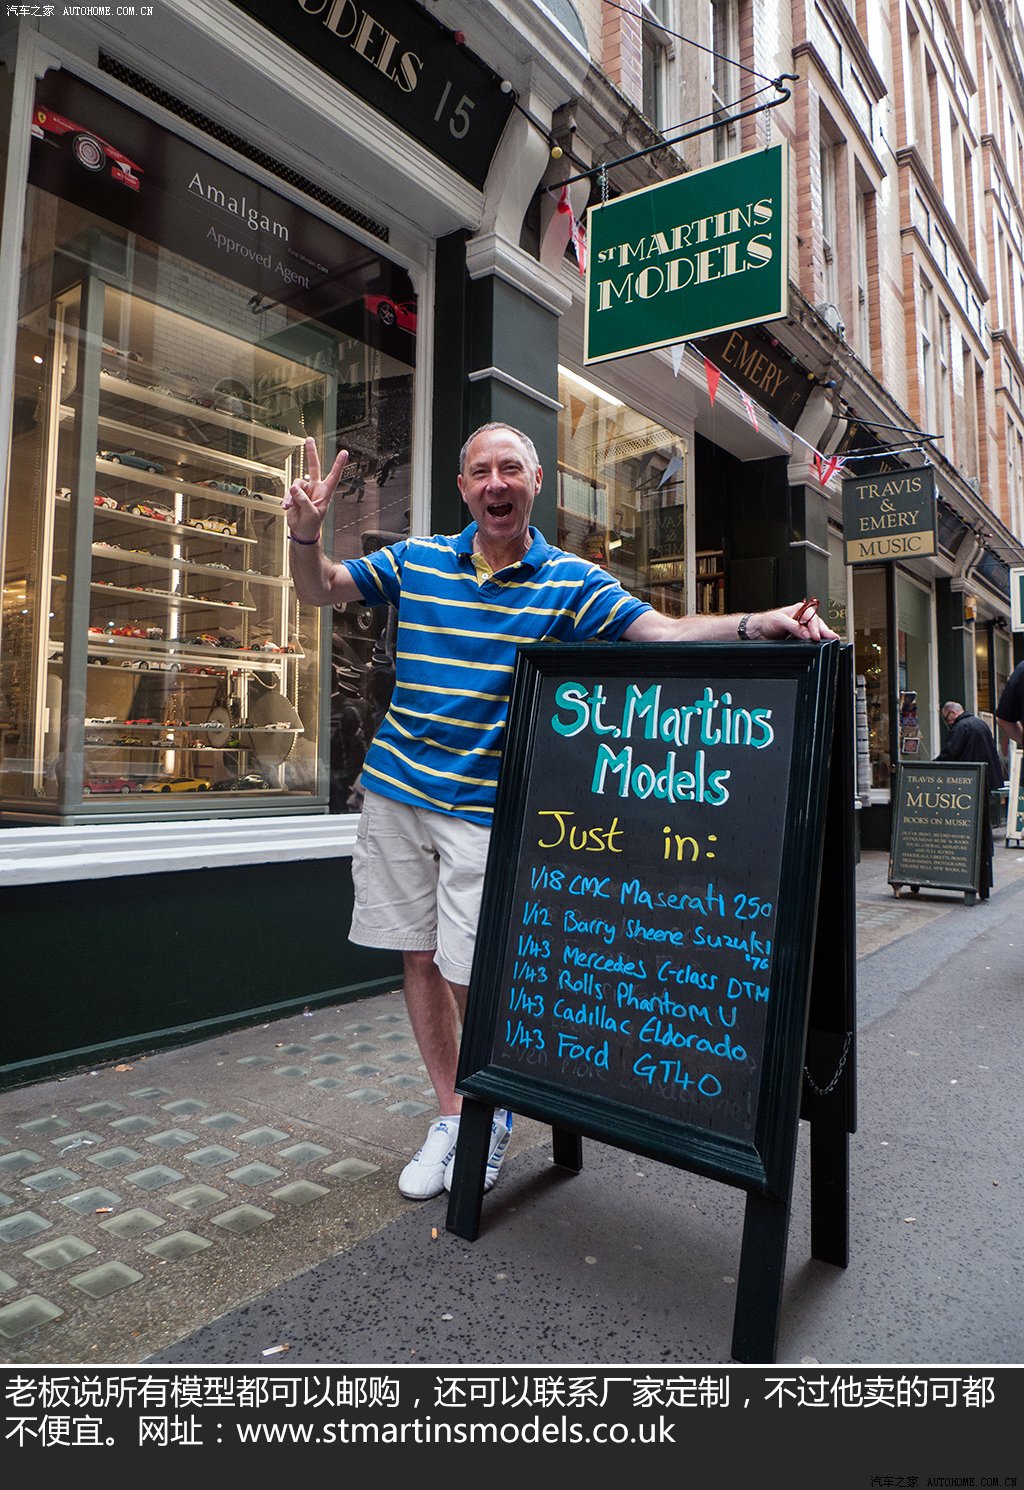 汽车之家 AUTOHOME.COM.CN
ODELS 15
Amalgam
Approved Agent
ST MARTINS
MODELS
EMERY 17
TRAVIS
&
EMERY
MUSIC
St. Martins
Models
Just in:
1/18 CMC Maserati 250
1/12 Barry Sheene Suzuki
'76
1/43 Mercedes C-class DTM
1/43 Rolls Phantom V
1/43 Cadillac Eldorado
1/43 Ford GT40
TRAVIS & EMERY
MUSIC
BOOKS ON MUSIC
老板说所有模型都可以邮购，还可以联系厂家定制，不过他卖的可都
不便宜。网址：www.stmartinsmodels.co.uk
汽车之家 AUTOHOME.COM.CN